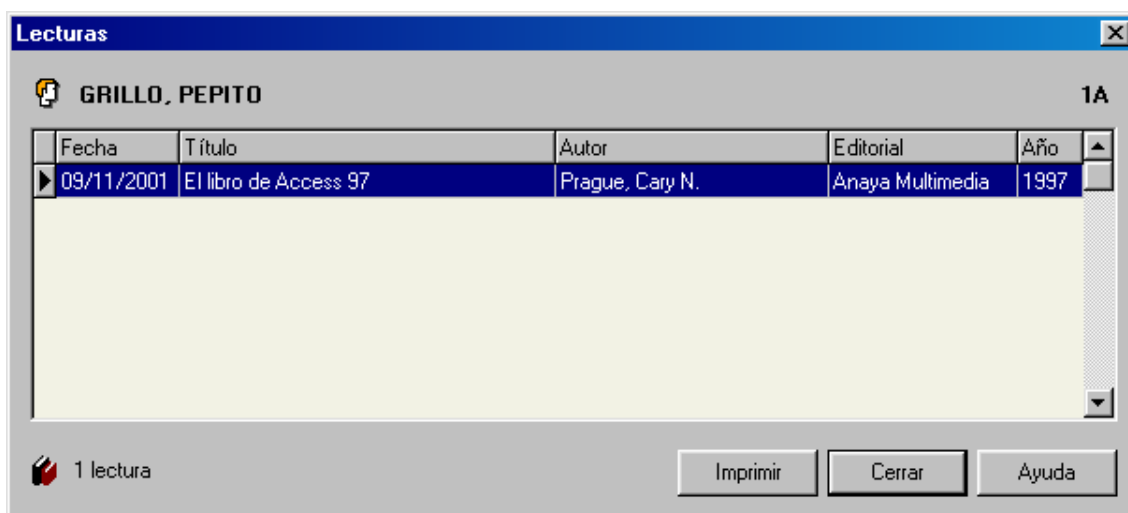 Lecturas
GRILLO, PEPITO 1A
Fecha Título Autor Editorial Año
09/11/2001 El libro de Access 97 Prague, Cary N. Anaya Multimedia 1997
1 lectura Imprimir Cerrar Ayuda